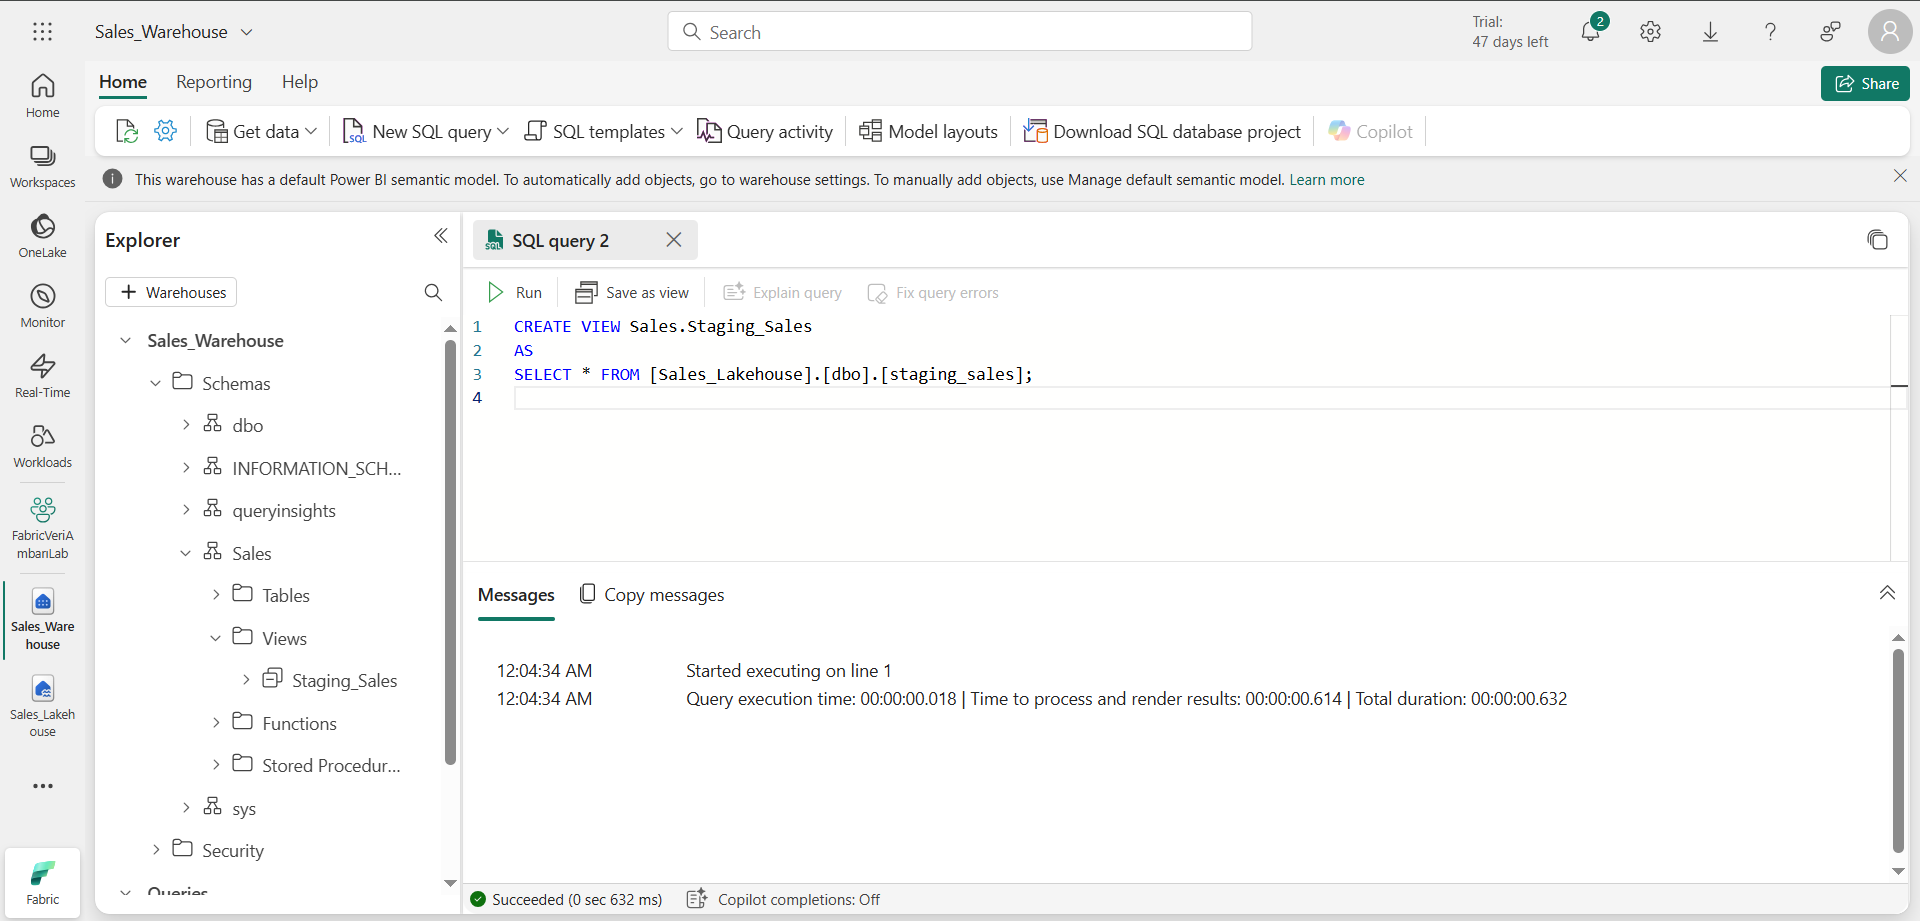 Sales_Warehouse
Search
Trial:
47 days left
2
Home
Reporting
Help
Share
Get data
New SQL query
SQL templates
Query activity
Model layouts
Download SQL database project
Copilot
This warehouse has a default Power BI semantic model. To automatically add objects, go to warehouse settings. To manually add objects, use Manage default semantic model. Learn more
Home
Workspaces
OneLake
Monitor
Real-Time
Workloads
FabricVeriA
mbarıLab
Sales_Ware
house
Sales_Lakeh
ouse
Fabric
Explorer
Warehouses
Sales_Warehouse
Schemas
dbo
INFORMATION_SCH...
queryinsights
Sales
Tables
Views
Staging_Sales
Functions
Stored Procedur...
sys
Security
Queries
SQL query 2
Run
Save as view
Explain query
Fix query errors
1 CREATE VIEW Sales.Staging_Sales
2 AS
3 SELECT * FROM [Sales_Lakehouse].[dbo].[staging_sales];
4
Messages
Copy messages
12:04:34 AM Started executing on line 1
12:04:34 AM Query execution time: 00:00:00.018 | Time to process and render results: 00:00:00.614 | Total duration: 00:00:00.632
Succeeded (0 sec 632 ms)
Copilot completions: Off